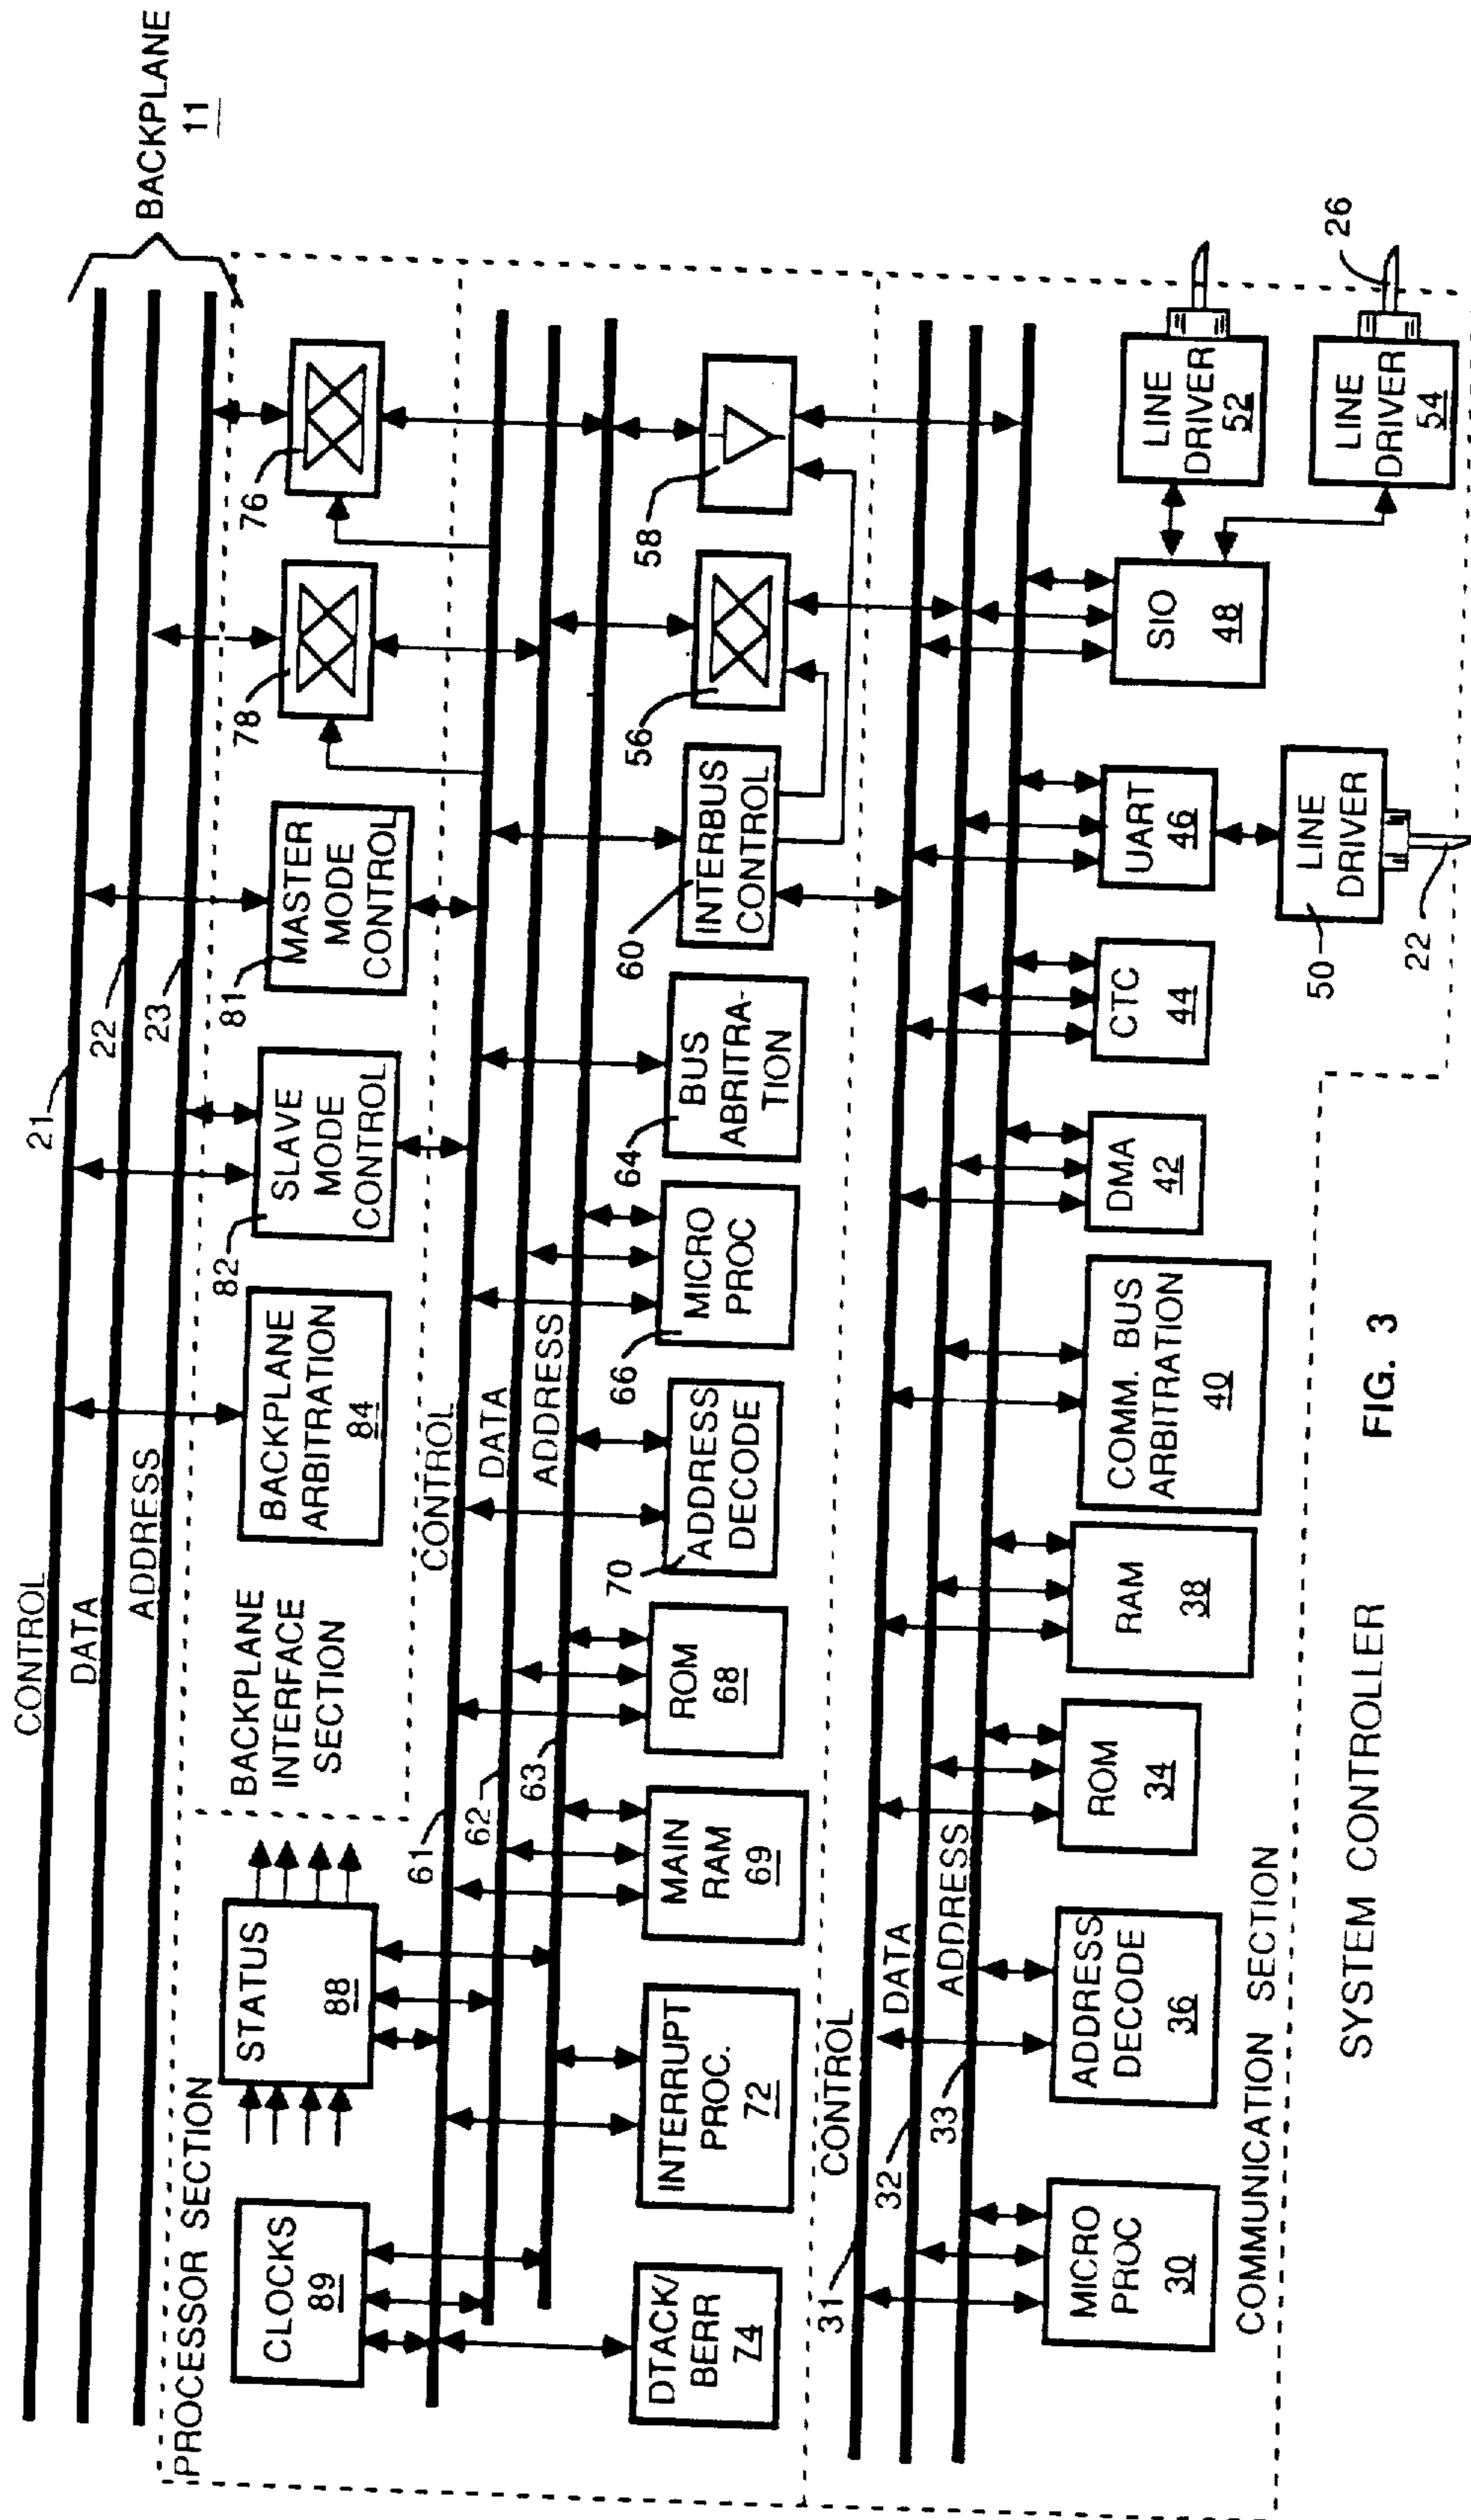 BACKPLANE
11
CONTROL
DATA
ADDRESS
21
22
23
PROCESSOR SECTION
CLOCKS
89
STATUS
88
BACKPLANE
INTERFACE
SECTION
BACKPLANE
ARBITRATION
84
82
SLAVE
MODE
CONTROL
81
MASTER
MODE
CONTROL
78
76
CONTROL
DATA
ADDRESS
61
62
63
DTACK/
BERR
74
INTERRUPT
PROC.
72
MAIN
RAM
69
ROM
68
70
ADDRESS
DECODE
66
MICRO
PROC
64
BUS
ABRITRA-
TION
60
INTERBUS
CONTROL
56
58
CONTROL
DATA
ADDRESS
31
32
33
MICRO
PROC
30
ADDRESS
DECODE
36
ROM
34
RAM
38
COMM. BUS
ARBITRATION
40
DMA
42
CTC
44
UART
46
SIO
48
LINE
DRIVER
52
LINE
DRIVER
54
26
50
LINE
DRIVER
22
COMMUNICATION SECTION
SYSTEM CONTROLLER
FIG. 3